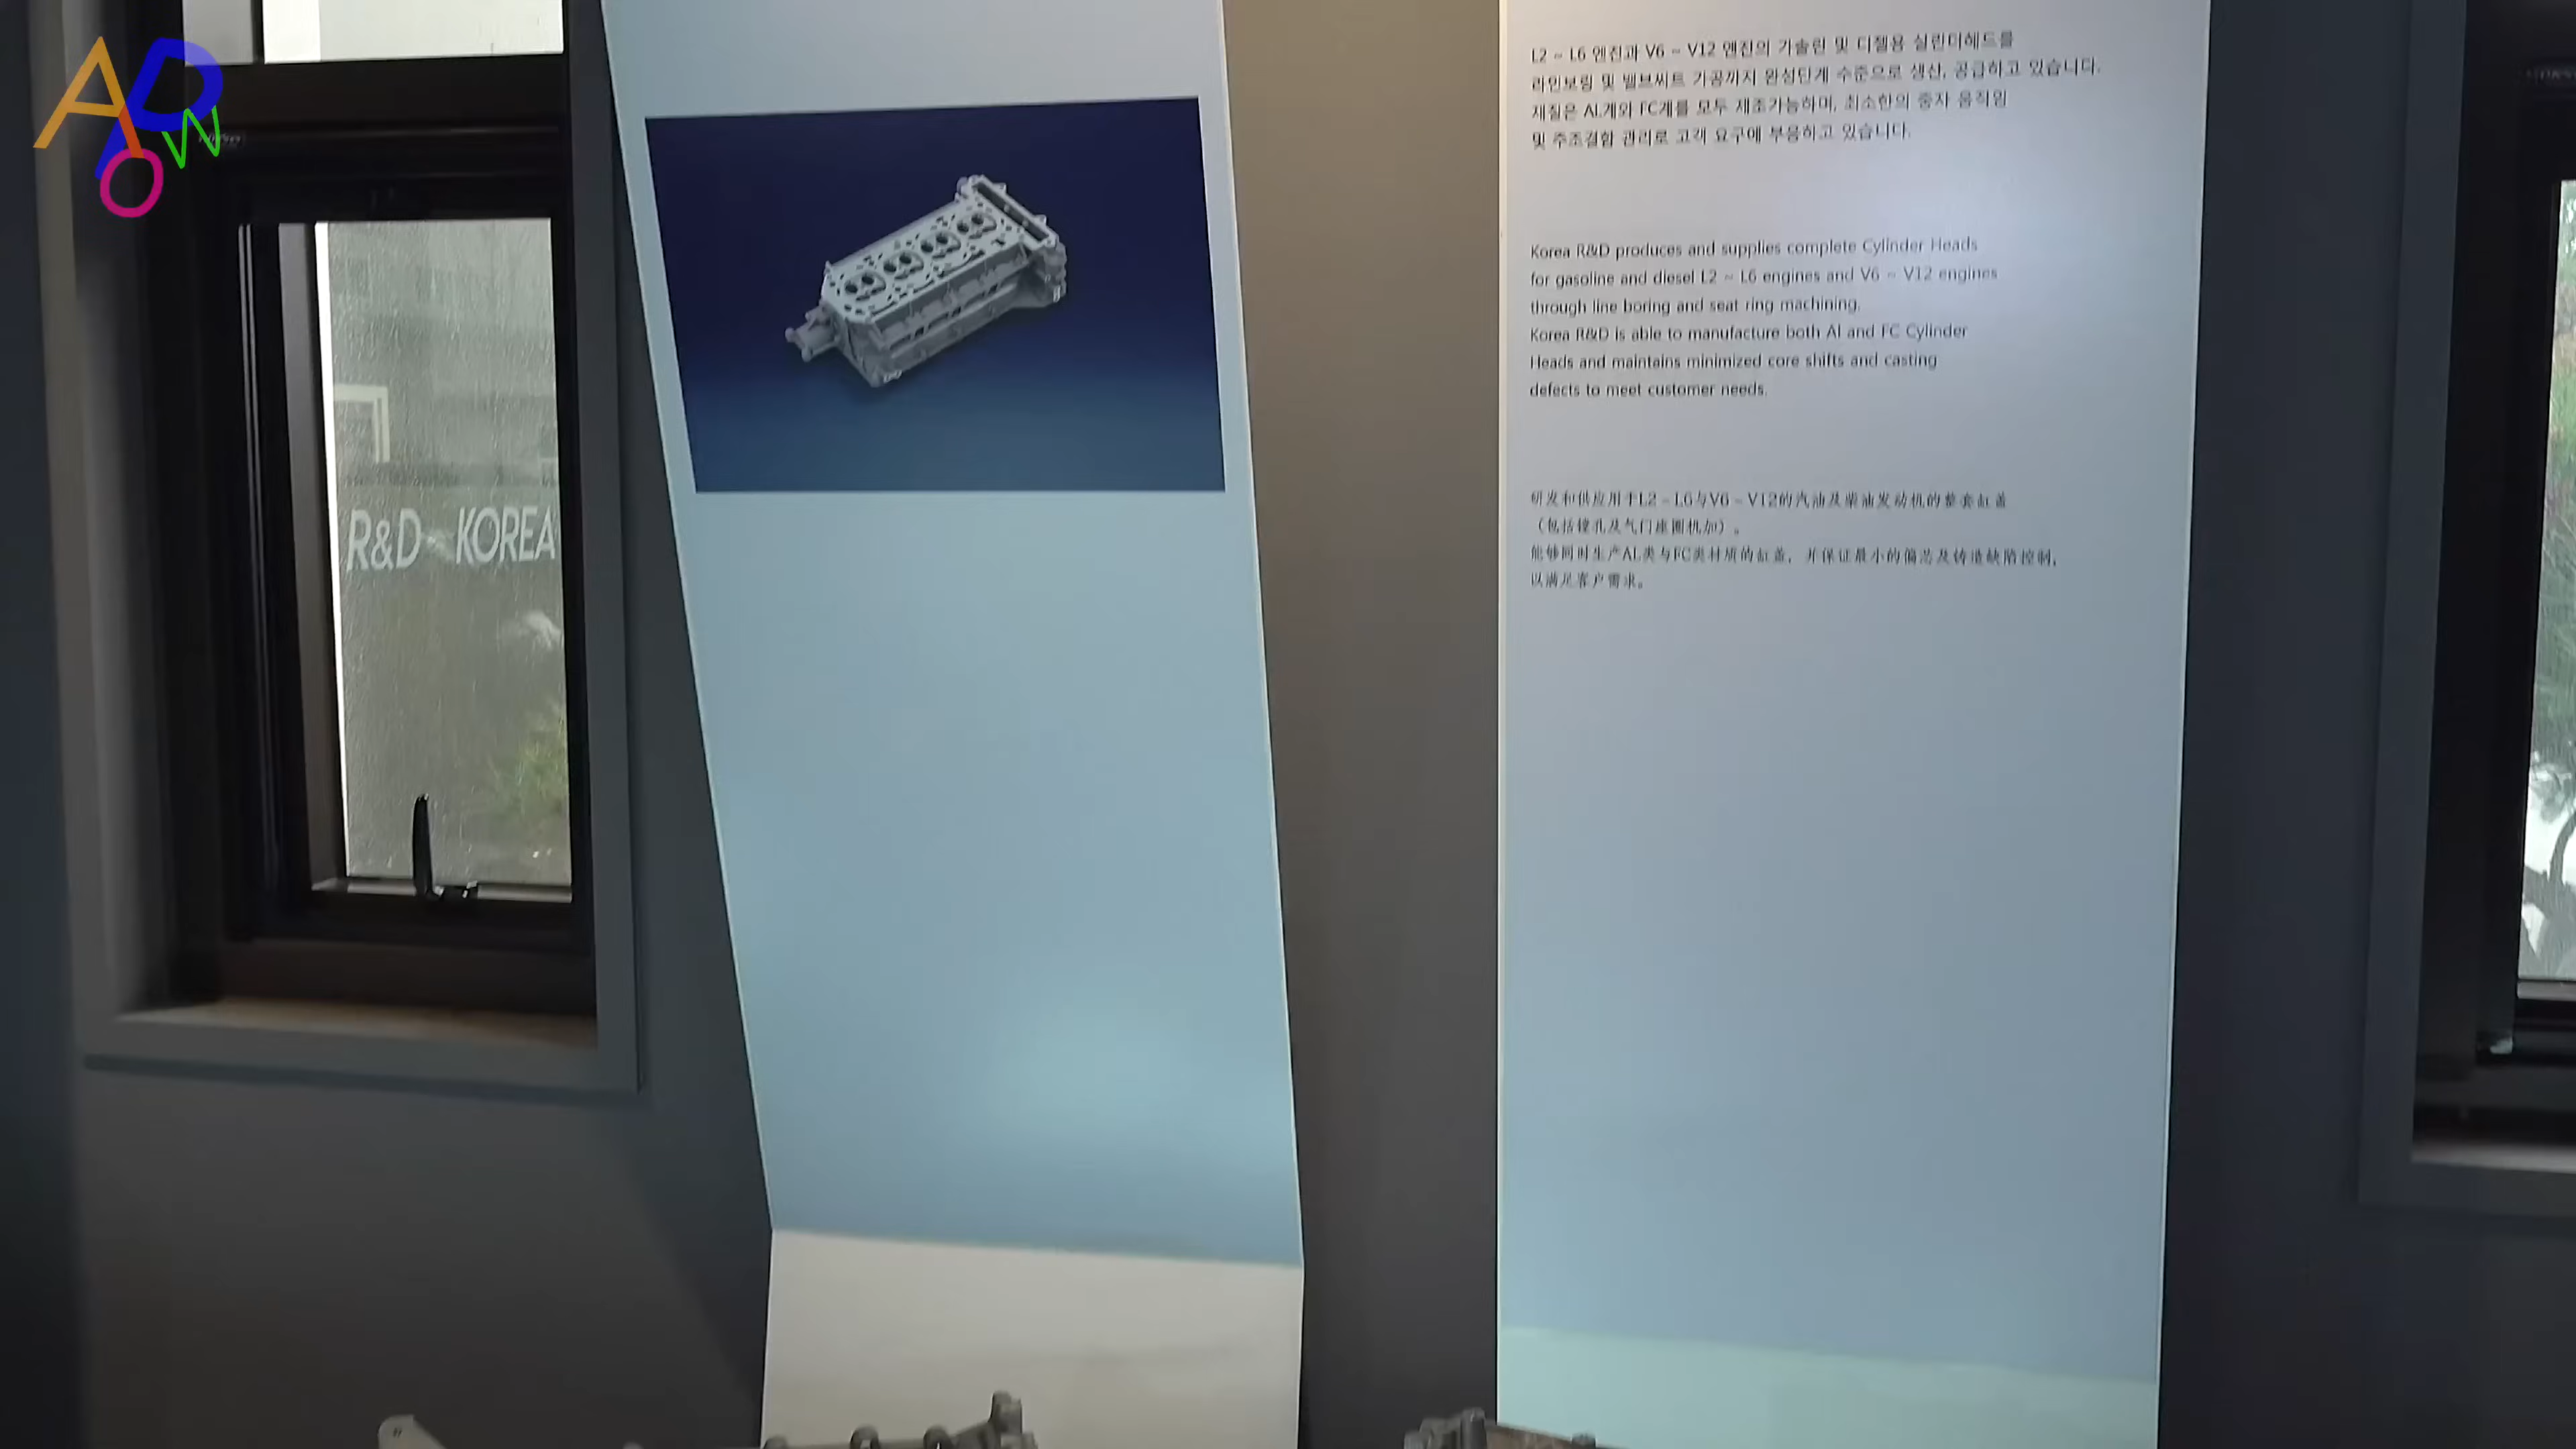 L2 ~ L6 엔진과 V6 ~ V12 엔진의 가솔린 및 디젤용 실린더헤드를
라인보링 및 밸브씨트 가공까지 완성단계 수준으로 생산, 공급하고 있습니다.
재질은 AL계와 FC계를 모두 제조가능하며, 최소한의 중자 움직임
및 주조결함 관리로 고객 요구에 부응하고 있습니다.
Korea R&D produces and supplies complete Cylinder Heads
for gasoline and diesel L2 ~ L6 engines and V6 ~ V12 engines
through line boring and seat ring machining.
Korea R&D is able to manufacture both Al and FC Cylinder
Heads and maintains minimized core shifts and casting
defects to meet customer needs.
研发和供应用于L2 ~ L6与V6 ~ V12的汽油及柴油发动机的整套缸盖
（包括镗孔及气门座圈机加）。
能够同时生产AL类与FC类材质的缸盖，并保证最小的偏芯及铸造缺陷控制，
以满足客户需求。
R&D KOREA